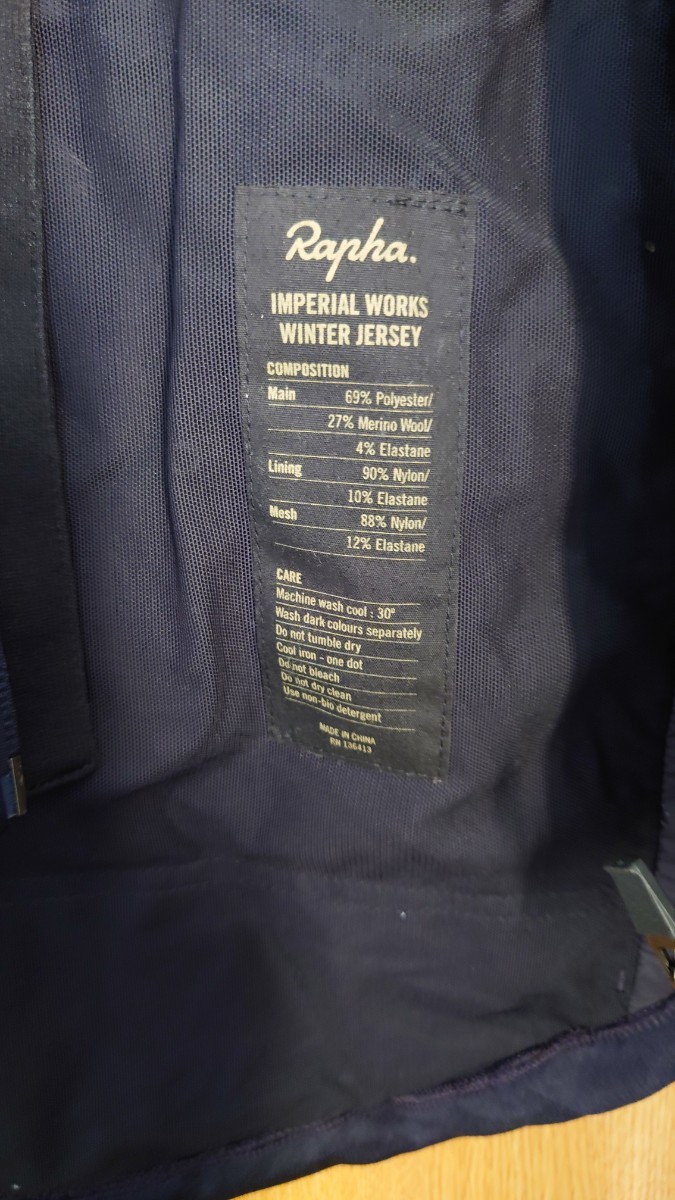 Rapha.
IMPERIAL WORKS
WINTER JERSEY
COMPOSITION
Main 69% Polyester/
27% Merino Wool/
4% Elastane
Lining 90% Nylon/
10% Elastane
Mesh 88% Nylon/
12% Elastane
CARE
Machine wash cool : 30°
Wash dark colours separately
Do not tumble dry
Cool iron - one dot
Do not bleach
Do not dry clean
Use non-bio detergent
MADE IN CHINA
RN 136413